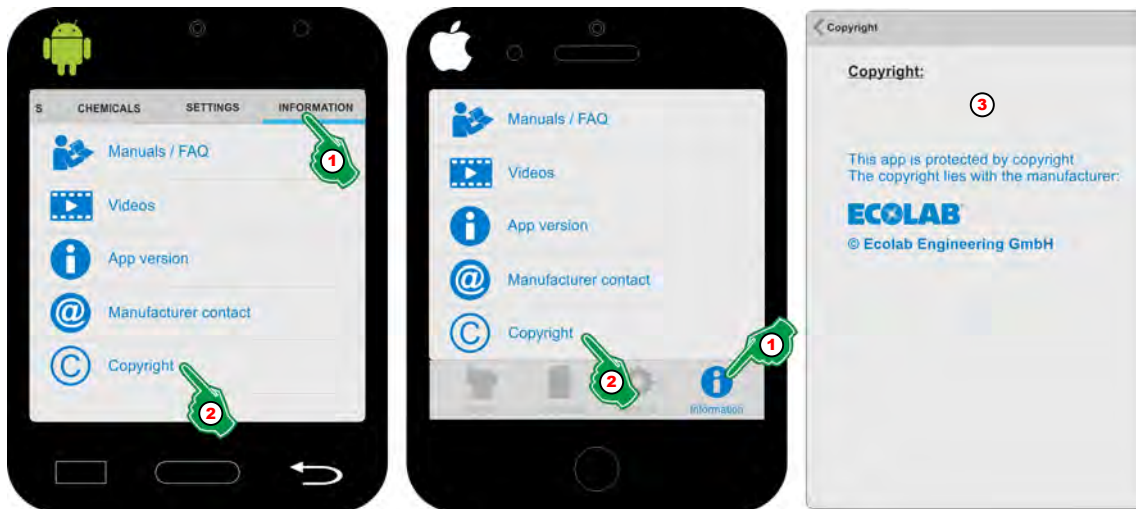 S CHEMICALS SETTINGS INFORMATION
Manuals / FAQ
1
Videos
App version
Manufacturer contact
Copyright
2
Manuals / FAQ
Videos
App version
Manufacturer contact
Copyright
1
2
Information
Copyright
Copyright:
3
This app is protected by copyright
The copyright lies with the manufacturer:
ECOLAB
© Ecolab Engineering GmbH